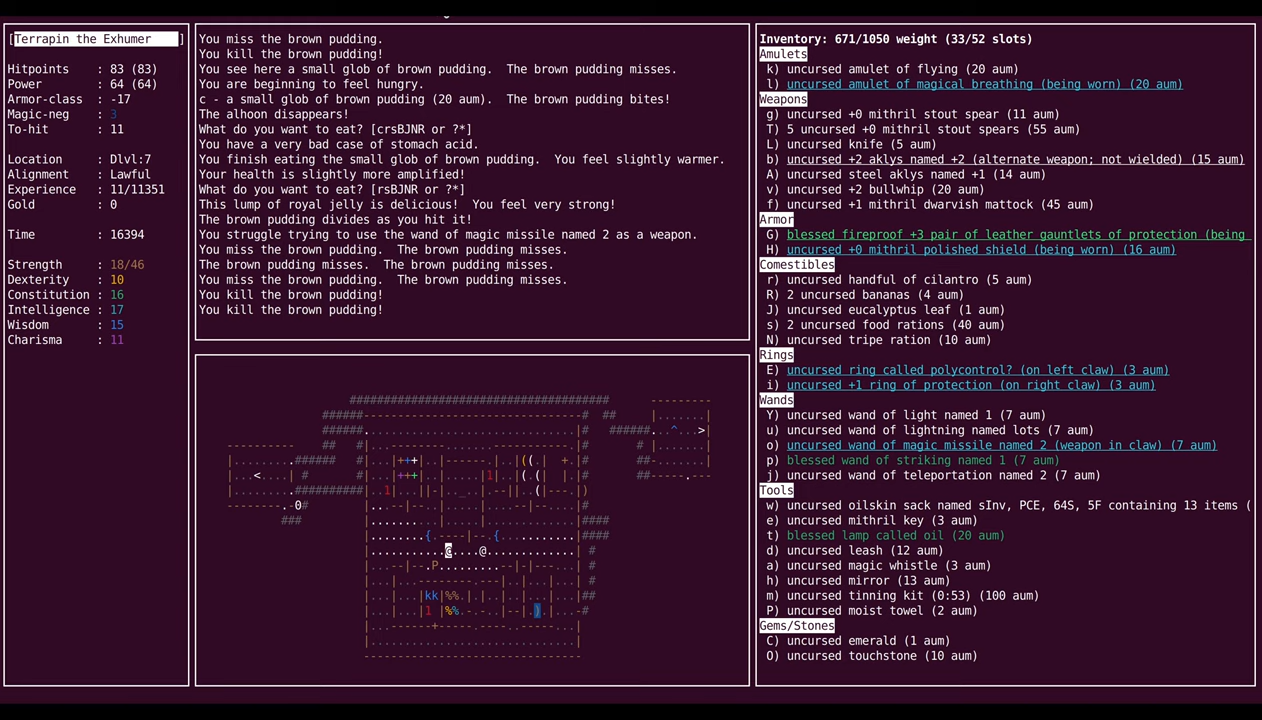 [Terrapin the Exhumer ]
Hitpoints : 83 (83)
Power : 64 (64)
Armor-class : -17
Magic-neg : 3
To-hit : 11
Location : Dlvl:7
Alignment : Lawful
Experience : 11/11351
Gold : 0
Time : 16394
Strength : 18/46
Dexterity : 10
Constitution : 16
Intelligence : 17
Wisdom : 15
Charisma : 11
You miss the brown pudding.
You kill the brown pudding!
You see here a small glob of brown pudding. The brown pudding misses.
You are beginning to feel hungry.
c - a small glob of brown pudding (20 aum). The brown pudding bites!
The alhoon disappears!
What do you want to eat? [crsBJNR or ?*]
You have a very bad case of stomach acid.
You finish eating the small glob of brown pudding. You feel slightly warmer.
Your health is slightly more amplified!
What do you want to eat? [rsBJNR or ?*]
This lump of royal jelly is delicious! You feel very strong!
The brown pudding divides as you hit it!
You struggle trying to use the wand of magic missile named 2 as a weapon.
You miss the brown pudding. The brown pudding misses.
The brown pudding misses. The brown pudding misses.
You miss the brown pudding. The brown pudding misses.
You kill the brown pudding!
You kill the brown pudding!
Inventory: 671/1050 weight (33/52 slots)
Amulets
k) uncursed amulet of flying (20 aum)
l) uncursed amulet of magical breathing (being worn) (20 aum)
Weapons
g) uncursed +0 mithril stout spear (11 aum)
T) 5 uncursed +0 mithril stout spears (55 aum)
L) uncursed knife (5 aum)
b) uncursed +2 aklys named +2 (alternate weapon; not wielded) (15 aum)
A) uncursed steel aklys named +1 (14 aum)
v) uncursed +2 bullwhip (20 aum)
f) uncursed +1 mithril dwarvish mattock (45 aum)
Armor
G) blessed fireproof +3 pair of leather gauntlets of protection (being
H) uncursed +0 mithril polished shield (being worn) (16 aum)
Comestibles
r) uncursed handful of cilantro (5 aum)
R) 2 uncursed bananas (4 aum)
J) uncursed eucalyptus leaf (1 aum)
s) 2 uncursed food rations (40 aum)
N) uncursed tripe ration (10 aum)
Rings
E) uncursed ring called polycontrol? (on left claw) (3 aum)
i) uncursed +1 ring of protection (on right claw) (3 aum)
Wands
Y) uncursed wand of light named 1 (7 aum)
u) uncursed wand of lightning named lots (7 aum)
o) uncursed wand of magic missile named 2 (weapon in claw) (7 aum)
p) blessed wand of striking named 1 (7 aum)
j) uncursed wand of teleportation named 2 (7 aum)
Tools
w) uncursed oilskin sack named sInv, PCE, 64S, 5F containing 13 items (
e) uncursed mithril key (3 aum)
t) blessed lamp called oil (20 aum)
d) uncursed leash (12 aum)
a) uncursed magic whistle (3 aum)
h) uncursed mirror (13 aum)
m) uncursed tinning kit (0:53) (100 aum)
P) uncursed moist towel (2 aum)
Gems/Stones
C) uncursed emerald (1 aum)
O) uncursed touchstone (10 aum)